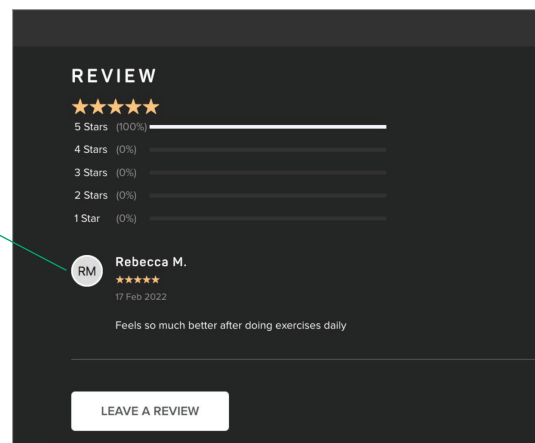 REVIEW
5 Stars (100%)
4 Stars (0%)
3 Stars (0%)
2 Stars (0%)
1 Star (0%)
RM
Rebecca M.
17 Feb 2022
Feels so much better after doing exercises daily
LEAVE A REVIEW